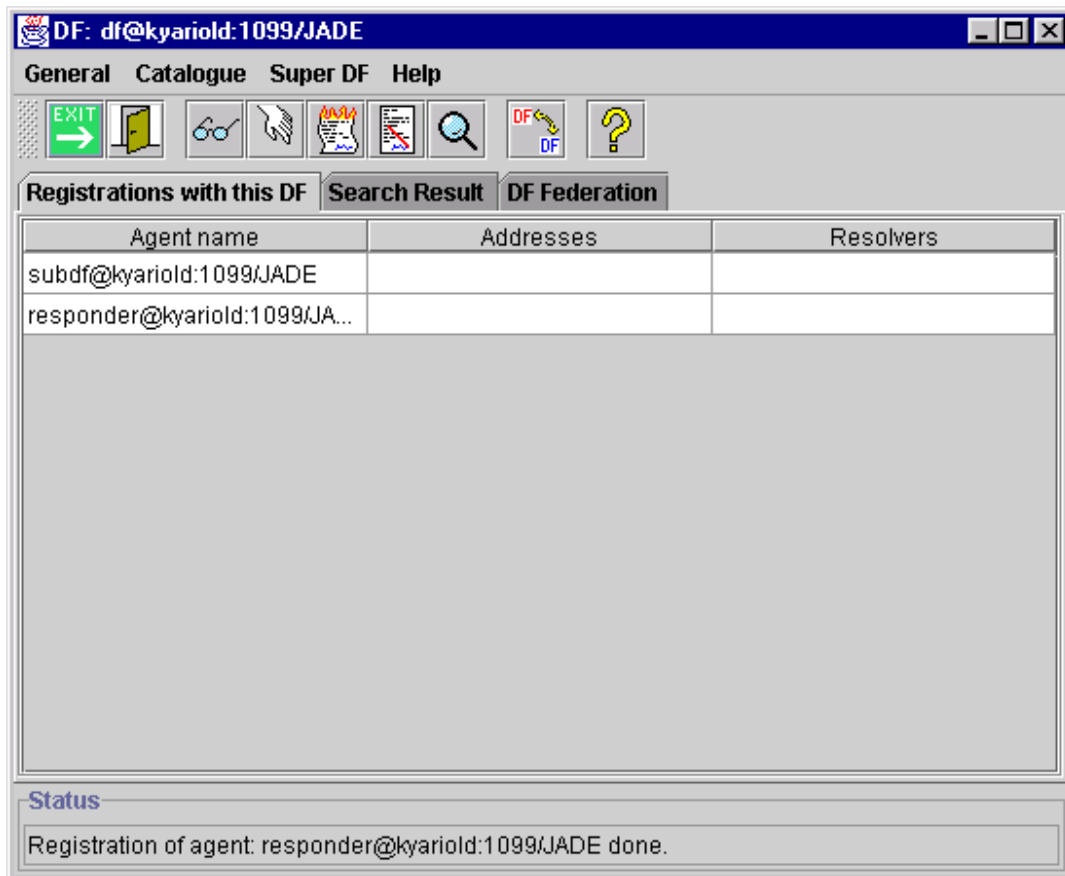 DF: df@kyariold:1099/JADE
General Catalogue Super DF Help
EXIT DF DF
Registrations with this DF Search Result DF Federation
Agent name Addresses Resolvers
subdf@kyariold:1099/JADE
responder@kyariold:1099/JA...
Status
Registration of agent: responder@kyariold:1099/JADE done.